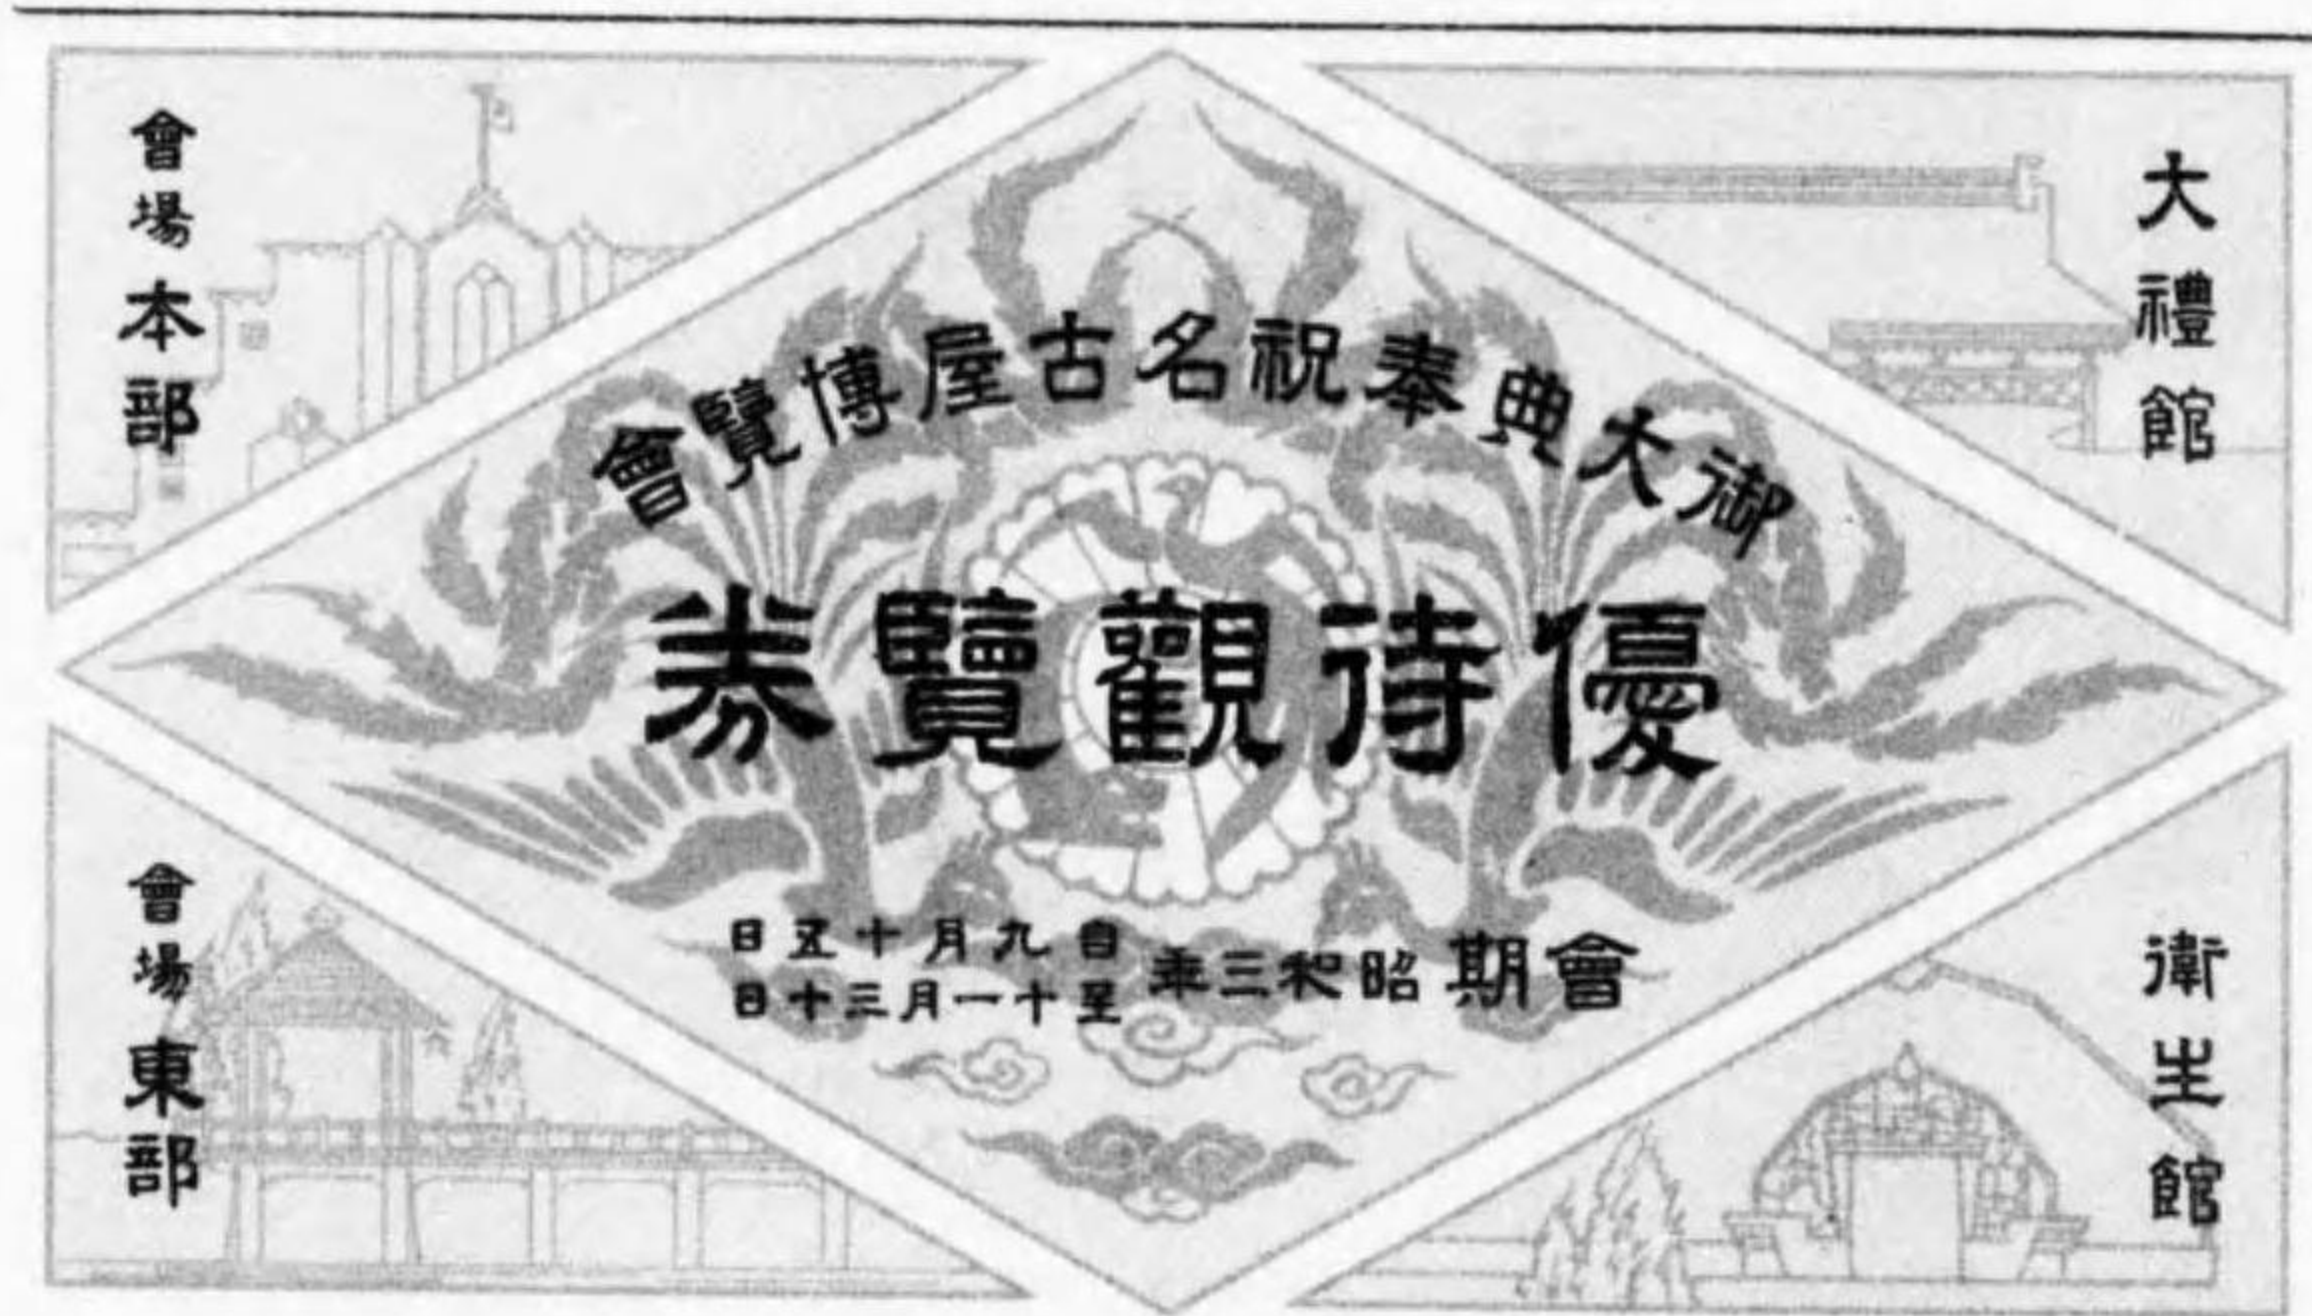 大禮館
會場本部
御大典奉祝名古屋博覽會
優待觀覽券
會期昭和三年
自九月十五日
至十一月三十日
衛生館
會場東部